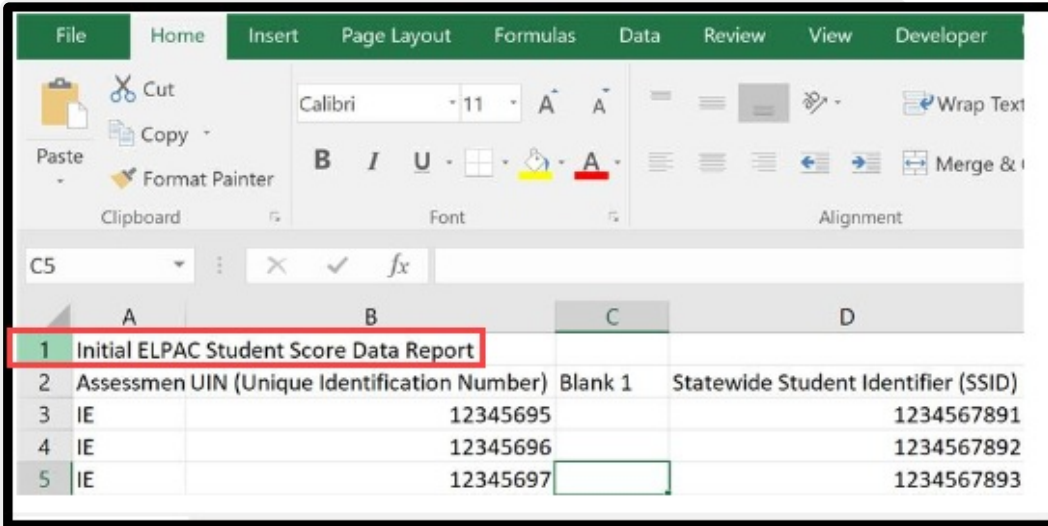 File Home Insert Page Layout Formulas Data Review View Developer
Cut
Calibri 11 A A Wrap Text
Copy
Paste
B I U A Merge &
Format Painter
Clipboard Font Alignment
C5 fx
A B C D
1 Initial ELPAC Student Score Data Report
2 Assessmen UIN (Unique Identification Number) Blank 1 Statewide Student Identifier (SSID)
3 IE 12345695 1234567891
4 IE 12345696 1234567892
5 IE 12345697 1234567893